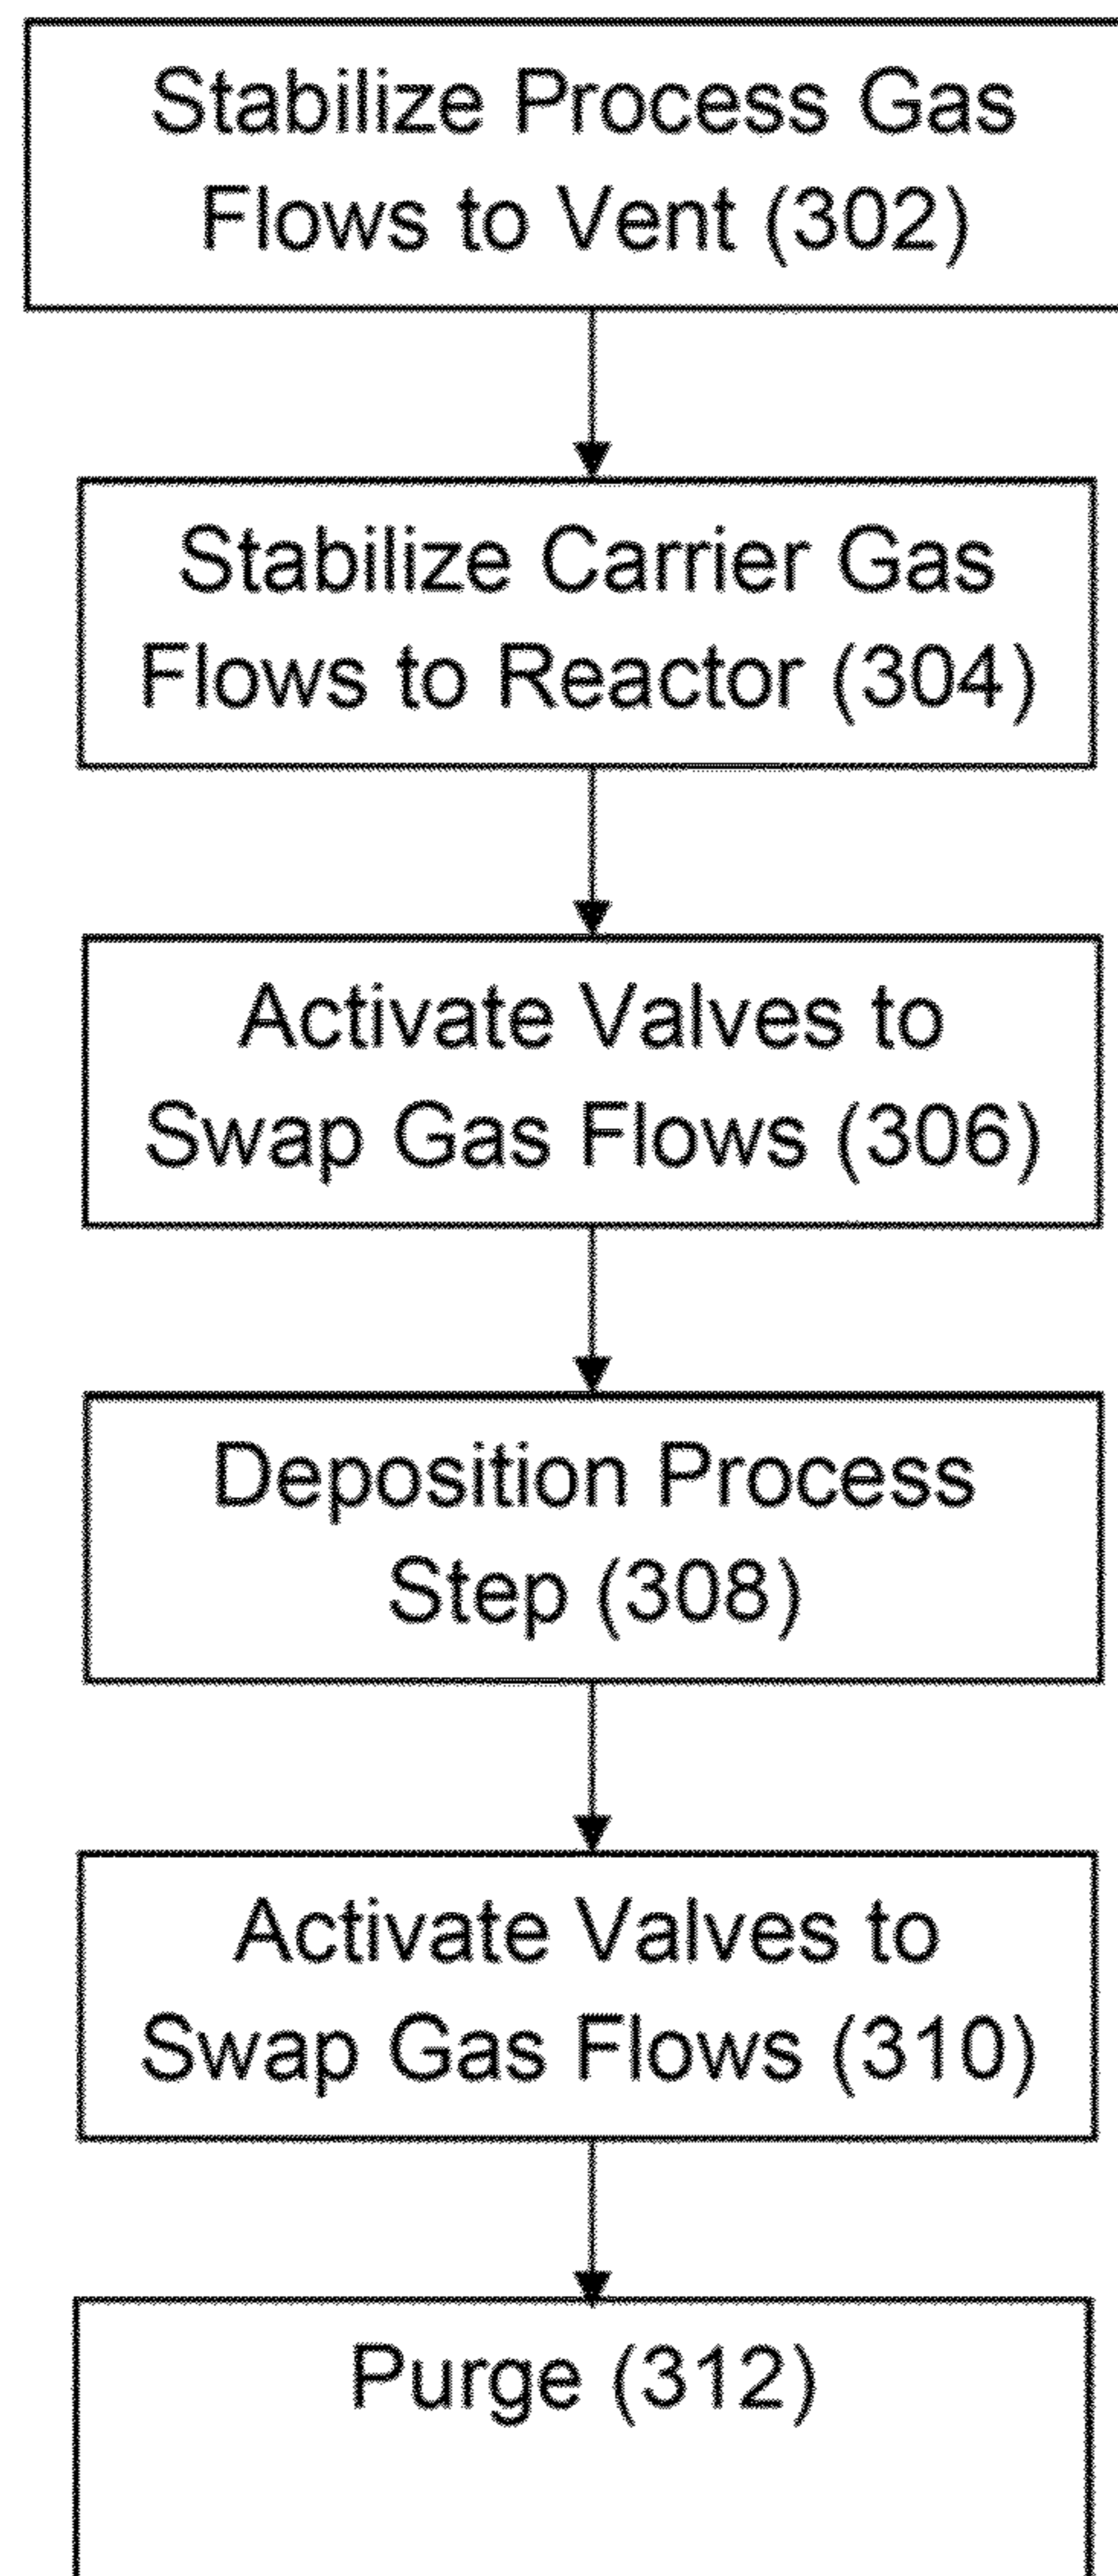 Stabilize Process Gas
Flows to Vent (302)
Stabilize Carrier Gas
Flows to Reactor (304)
Activate Valves to
Swap Gas Flows (306)
Deposition Process
Step (308)
Activate Valves to
Swap Gas Flows (310)
Purge (312)